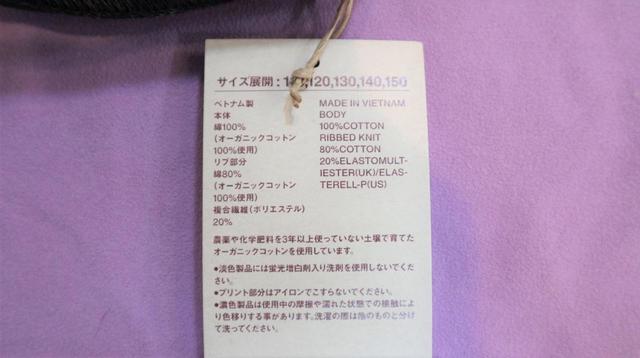 サイズ展開:1 ,120,130,140,150
ベトナム製
本体
綿100%
(オーガニックコットン
100%使用)
リブ部分
綿80%
(オーガニックコットン
100%使用)
複合繊維(ポリエステル)
20%
MADE IN VIETNAM
BODY
100%COTTON
RIBBED KNIT
80%COTTON
20%ELASTOMULT-
IESTER(UK)/ELAS-
TERELL-P(US)
農薬や化学肥料を3年以上使っていない土壌で育てた
オーガニックコットンを使用しています。
●淡色製品には蛍光増白剤入り洗剤を使用しないでくだ
さい。
●プリント部分はアイロンでこすらないでください。
●濃色製品は使用中の摩擦や濡れた状態での接触によ
り色移りする事があります。洗濯の際は他のものと分け
て洗ってください。